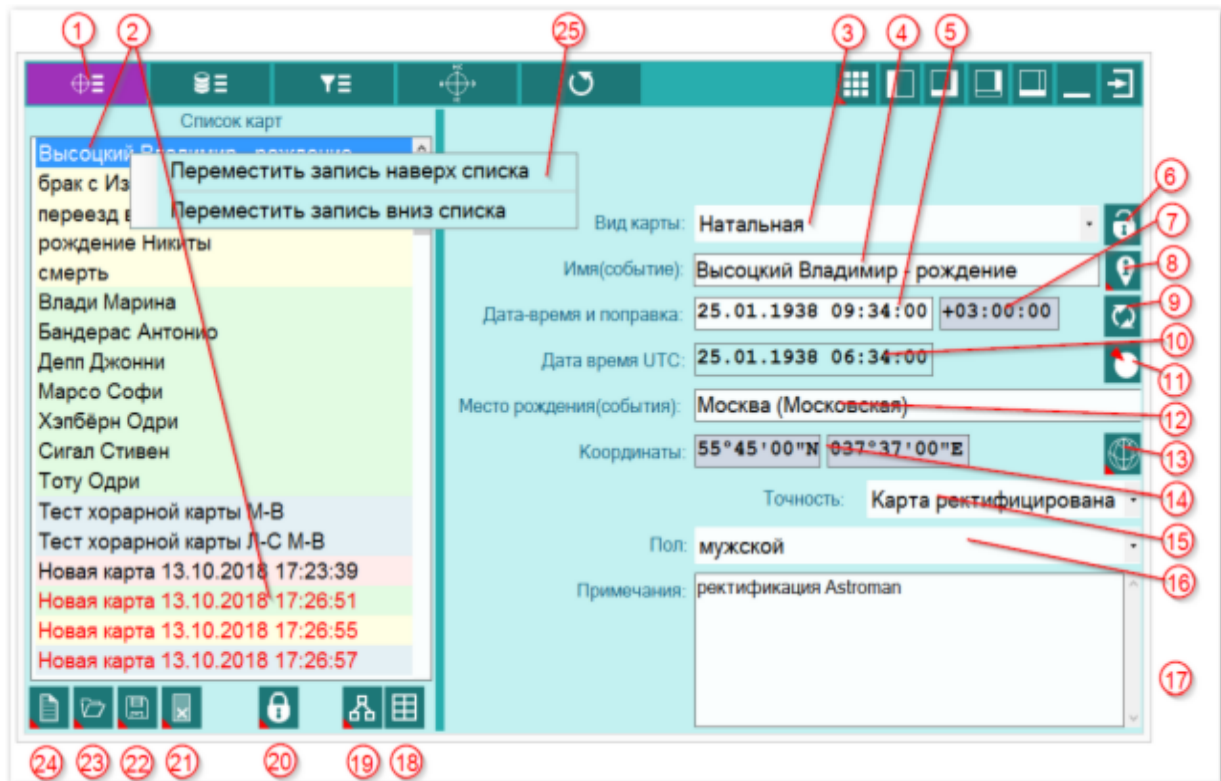 1 2 25 3 4 5
Список карт
Высоцкий Владимир - рождение
Переместить запись наверх списка
брак с Из
Переместить запись вниз списка
переезд в
рождение Никиты
смерть
Влади Марина
Бандерас Антонио
Депп Джонни
Марсо Софи
Хэпбёрн Одри
Сигал Стивен
Тоту Одри
Тест хорарной карты М-В
Тест хорарной карты Л-С М-В
Новая карта 13.10.2018 17:23:39
Новая карта 13.10.2018 17:26:51
Новая карта 13.10.2018 17:26:55
Новая карта 13.10.2018 17:26:57
Вид карты: Натальная 6
7
Имя(событие): Высоцкий Владимир - рождение 8
Дата-время и поправка: 25.01.1938 09:34:00 +03:00:00 9
Дата время UTC: 25.01.1938 06:34:00 10
11
Место рождения(события): Москва (Московская) 12
Координаты: 55°45'00"N 037°37'00"E 13
Точность: Карта ректифицирована 14
Пол: мужской 15
Примечания: ректификация Astroman 16
17
24 23 22 21 20 19 18